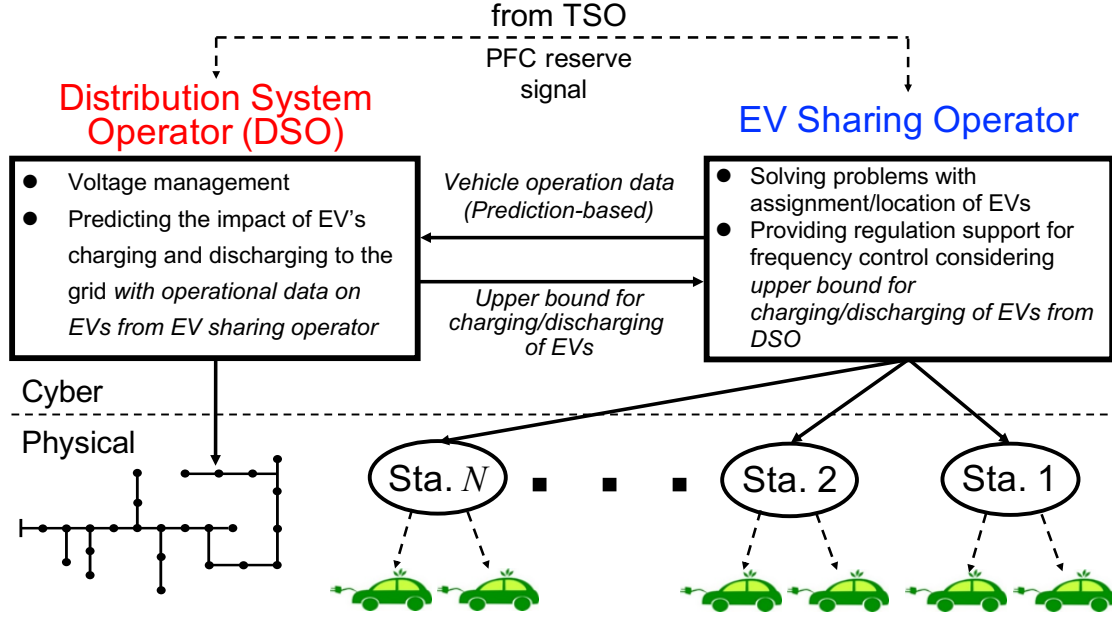 from TSO
PFC reserve
signal
Distribution System
Operator (DSO)
EV Sharing Operator
● Voltage management
● Predicting the impact of EV's
charging and discharging to the
grid with operational data on
EVs from EV sharing operator
Vehicle operation data
(Prediction-based)
Upper bound for
charging/discharging
of EVs
● Solving problems with
assignment/location of EVs
● Providing regulation support for
frequency control considering
upper bound for
charging/discharging of EVs from
DSO
Cyber
Physical
Sta. N
Sta. 2
Sta. 1